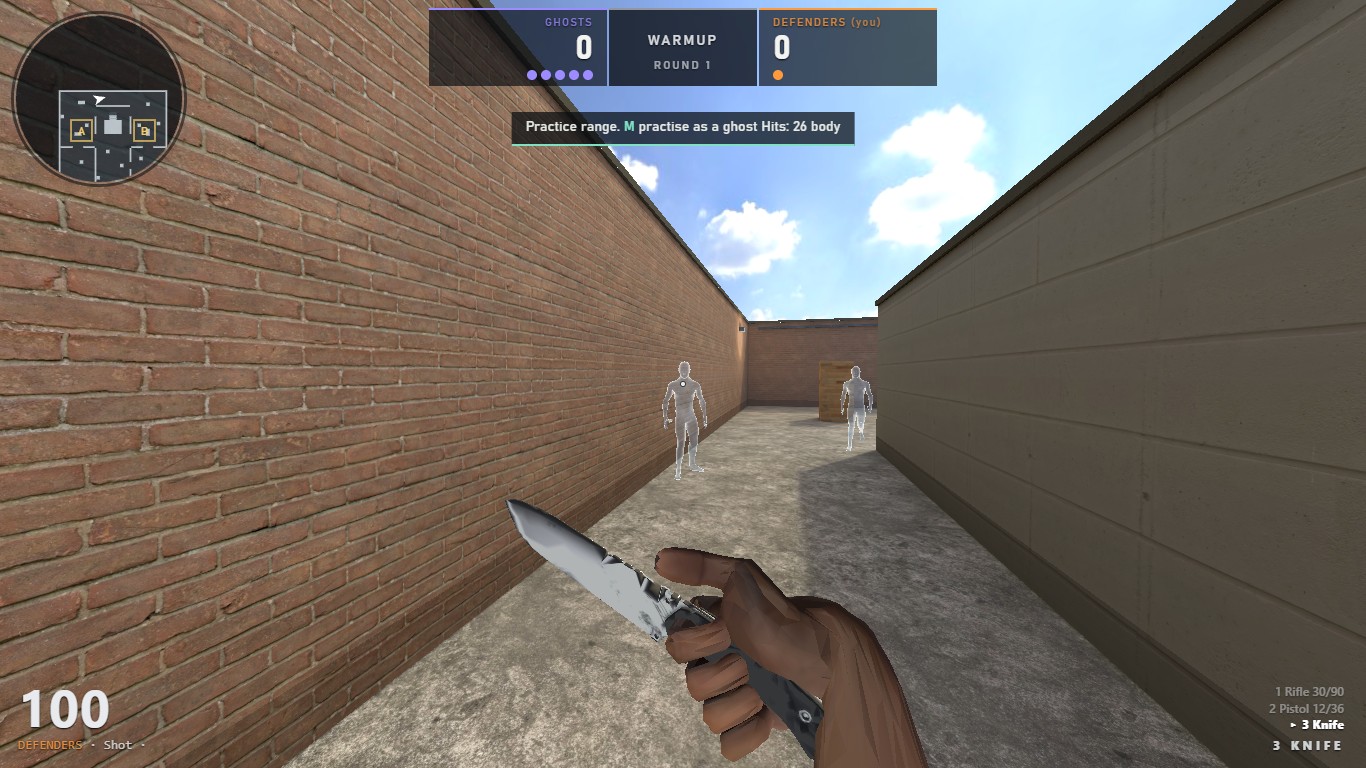 GHOSTS
0
WARMUP
ROUND 1
DEFENDERS (you)
0
Practice range. M practise as a ghost Hits: 26 body
A
B
100
DEFENDERS · Shot ·
1 Rifle 30/90
2 Pistol 12/36
▸ 3 Knife
3 KNIFE